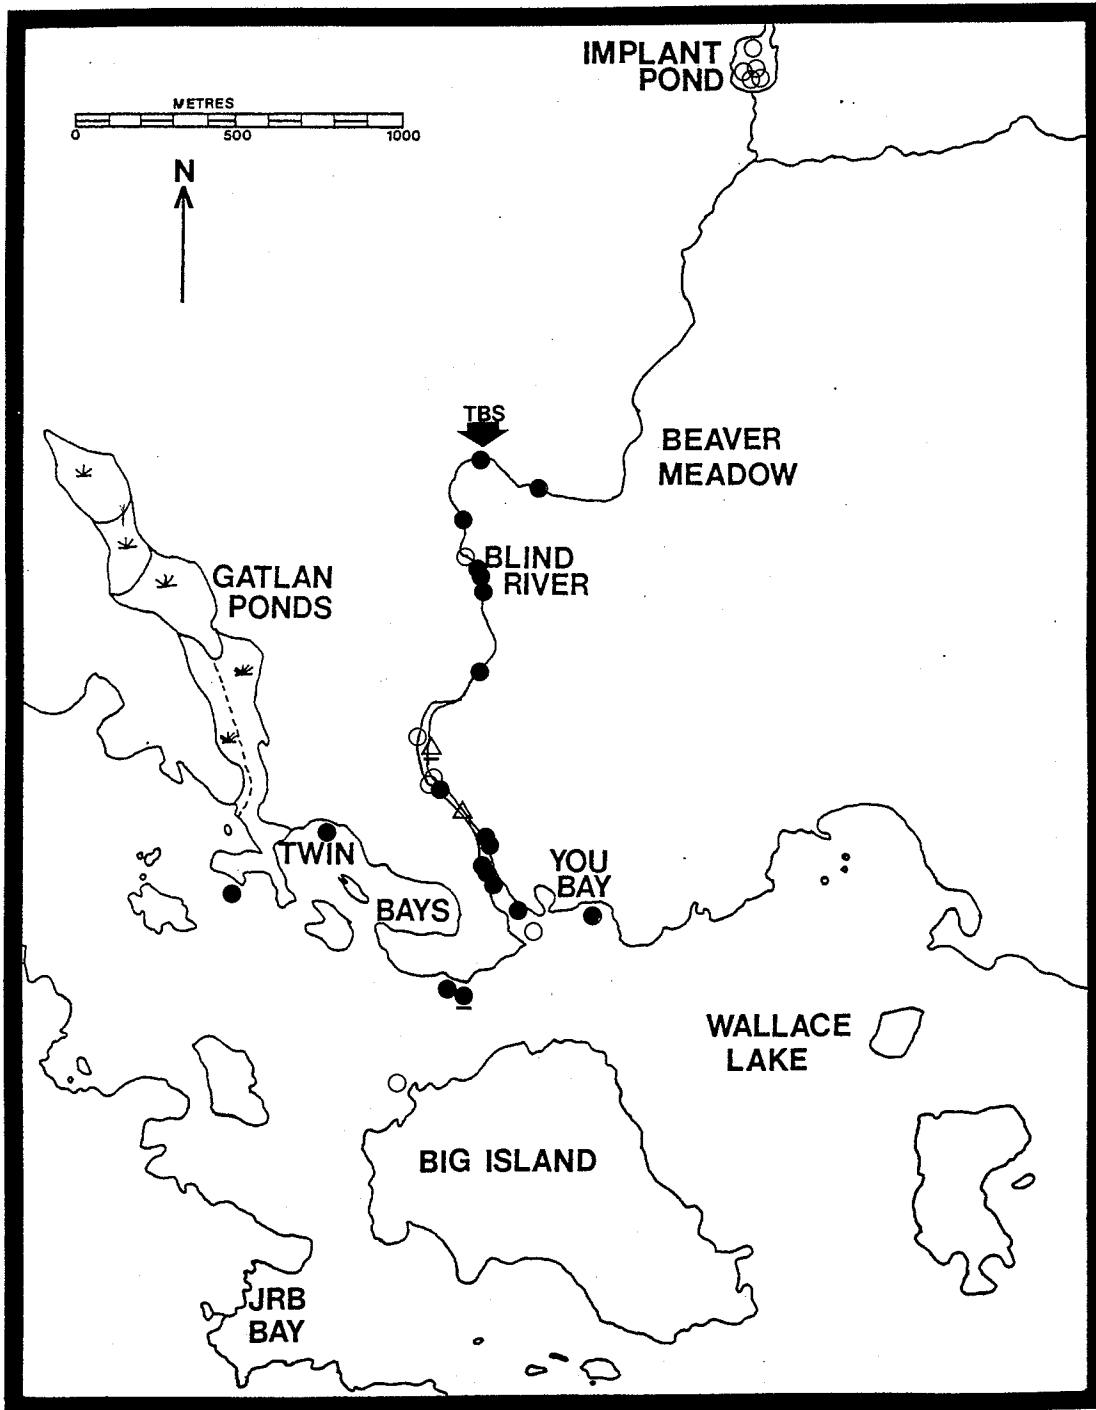 IMPLANT
POND
METRES
0 500 1000
N
TBS
BEAVER
MEADOW
BLIND
RIVER
GATLAN
PONDS
TWIN
BAYS
YOU
BAY
WALLACE
LAKE
BIG ISLAND
JRB
BAY